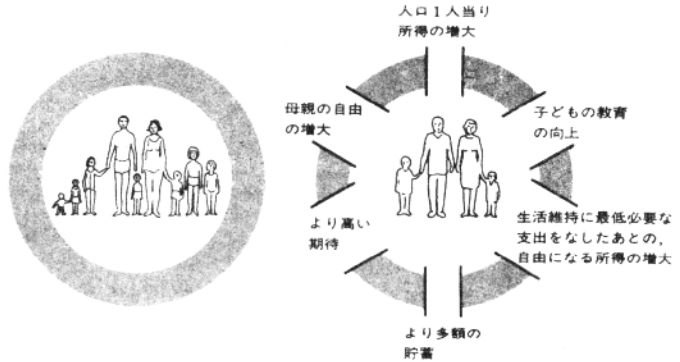 人口1人当り
所得の増大
母親の自由
の増大
子どもの教育
の向上
より高い
期待
生活維持に最低必要な
支出をなしたあとの,
自由になる所得の増大
より多額の
貯蓄